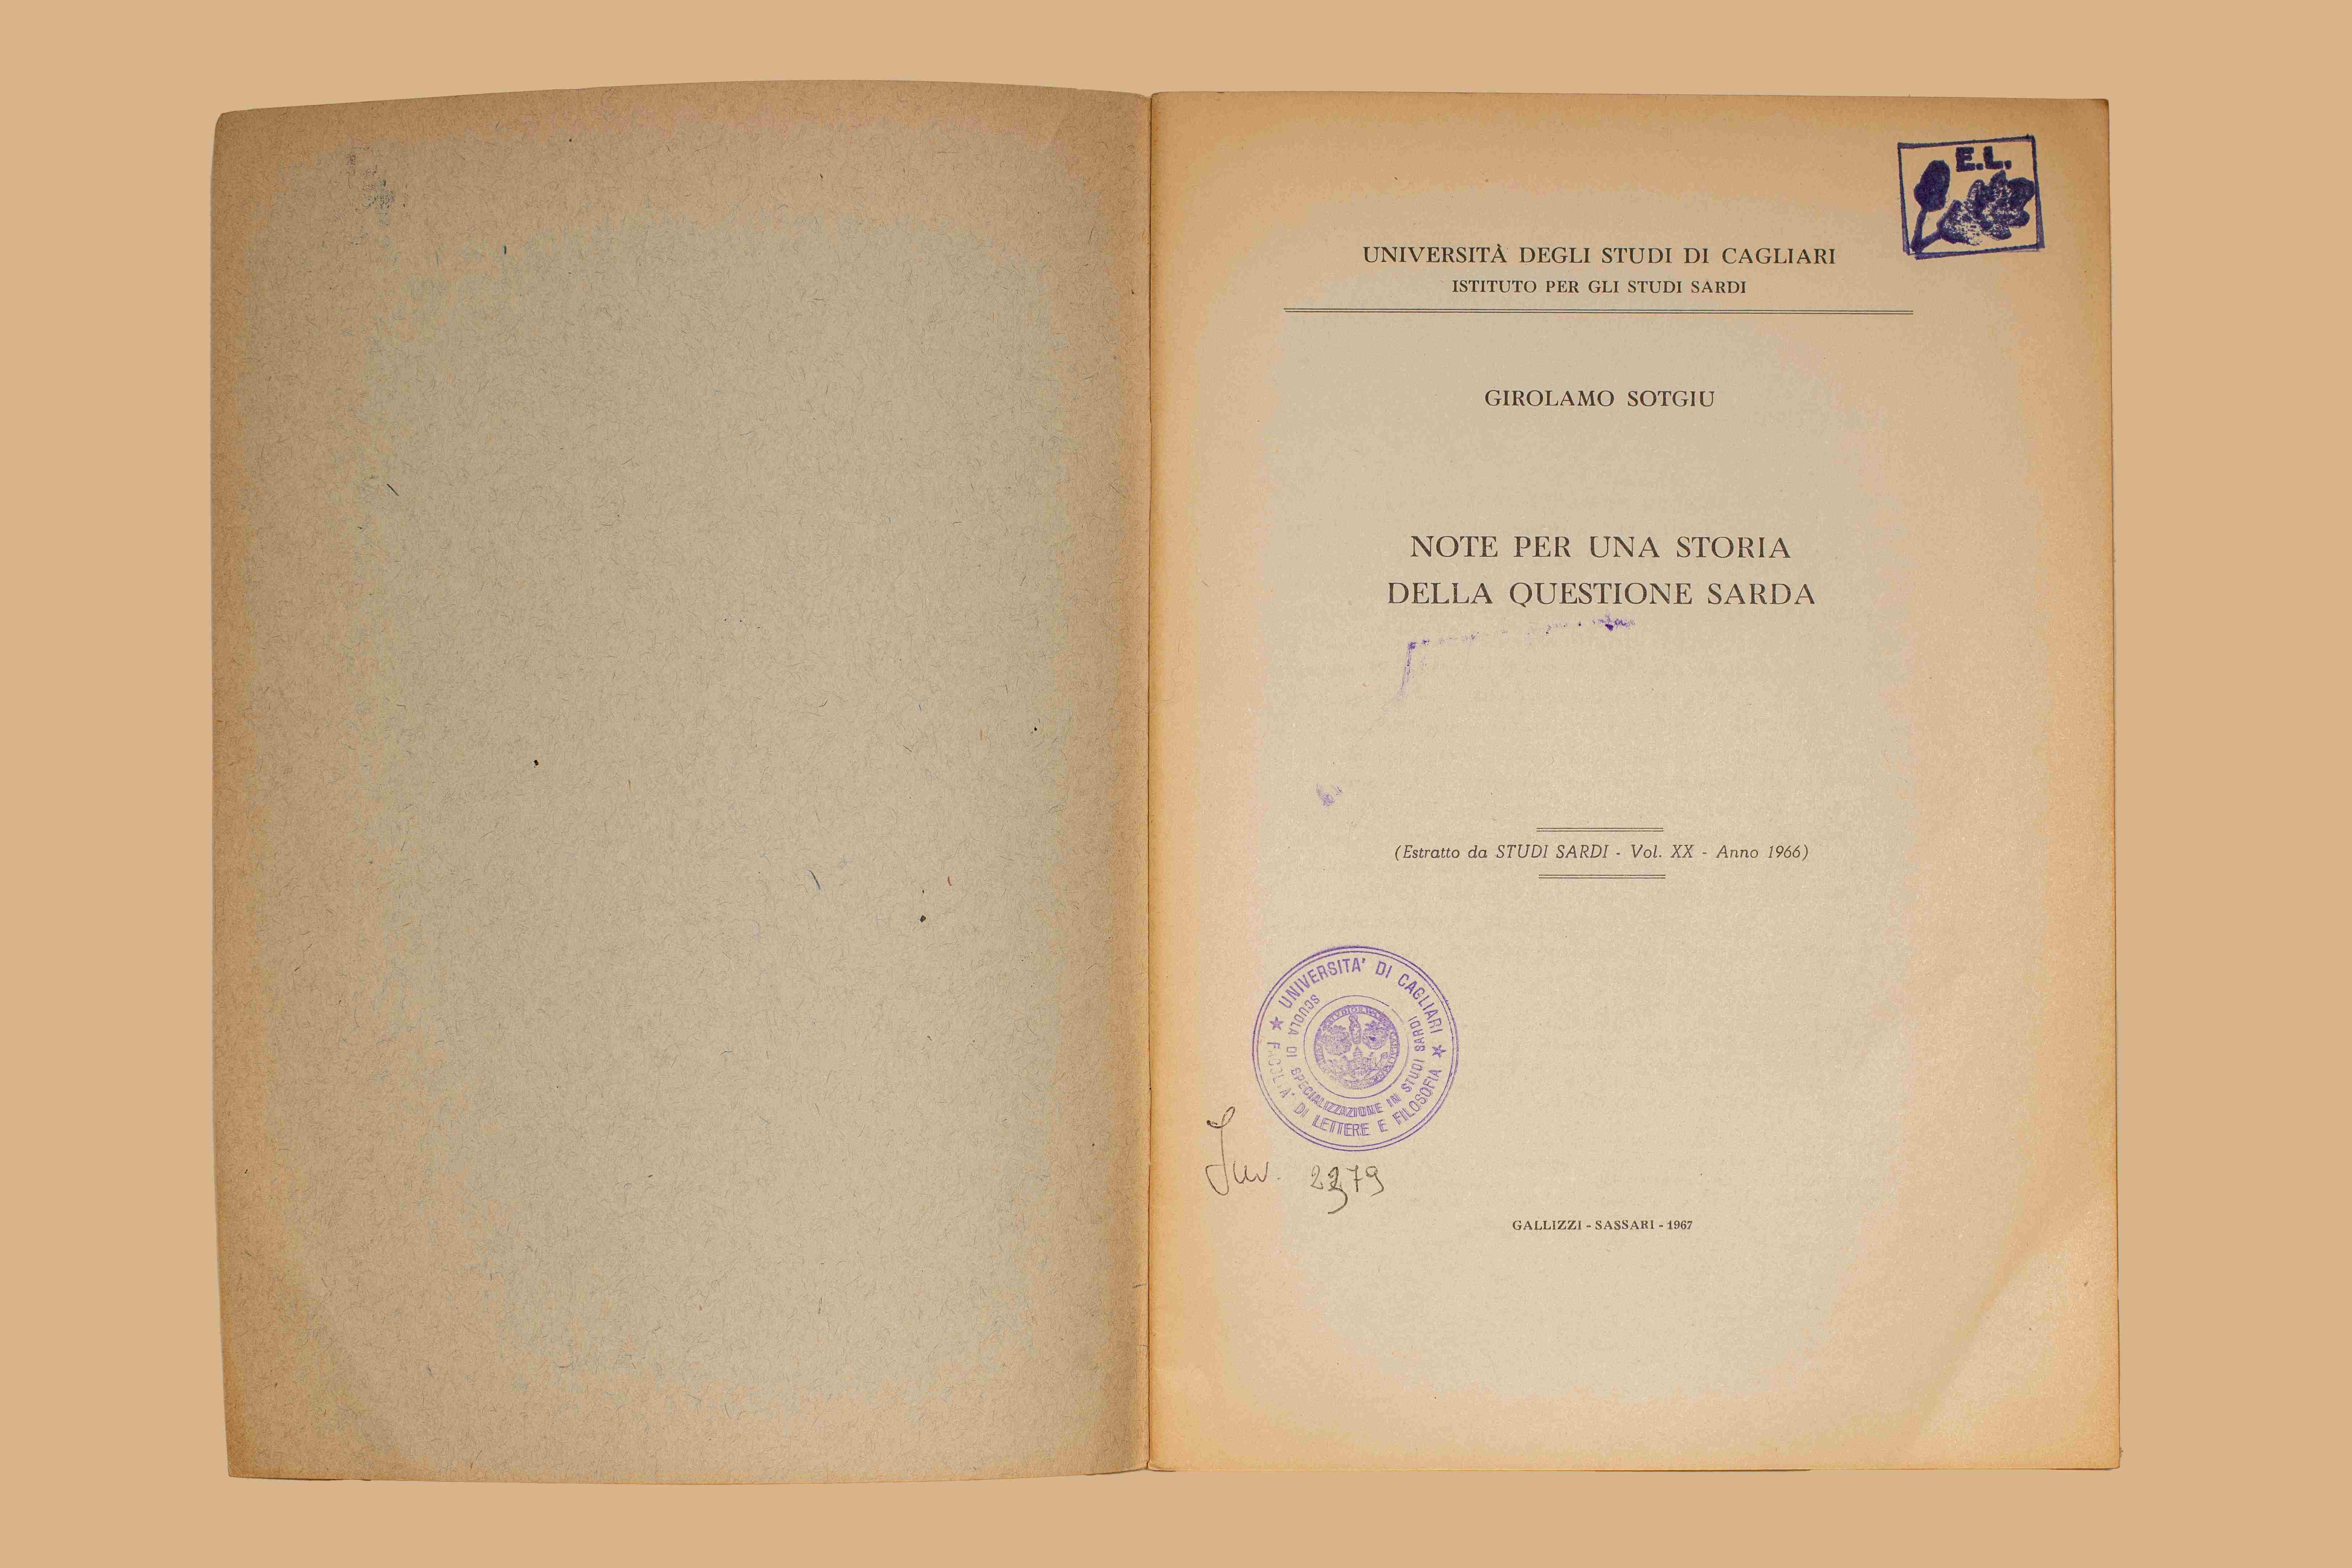 E.L.
UNIVERSITÀ DEGLI STUDI DI CAGLIARI
ISTITUTO PER GLI STUDI SARDI
GIROLAMO SOTGIU
NOTE PER UNA STORIA
DELLA QUESTIONE SARDA
(Estratto da STUDI SARDI - Vol. XX - Anno 1966)
★ UNIVERSITA' DI CAGLIARI ★
FACOLTA' DI LETTERE E FILOSOFIA
SCUOLA DI SPECIALIZZAZIONE IN STUDI SARDI
Inv.
GALLIZZI - SASSARI - 1967